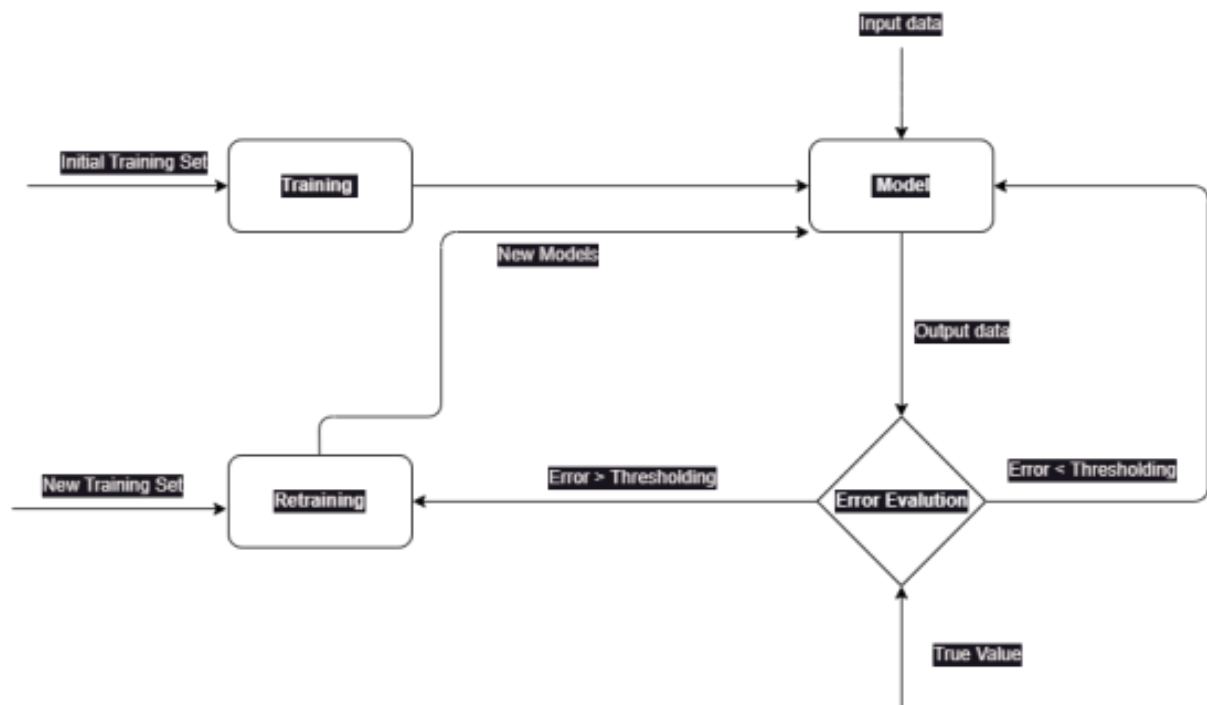 Input data
Initial Training Set
Training
Model
New Models
Output data
Error > Thresholding
Error < Thresholding
New Training Set
Retraining
Error Evalution
True Value